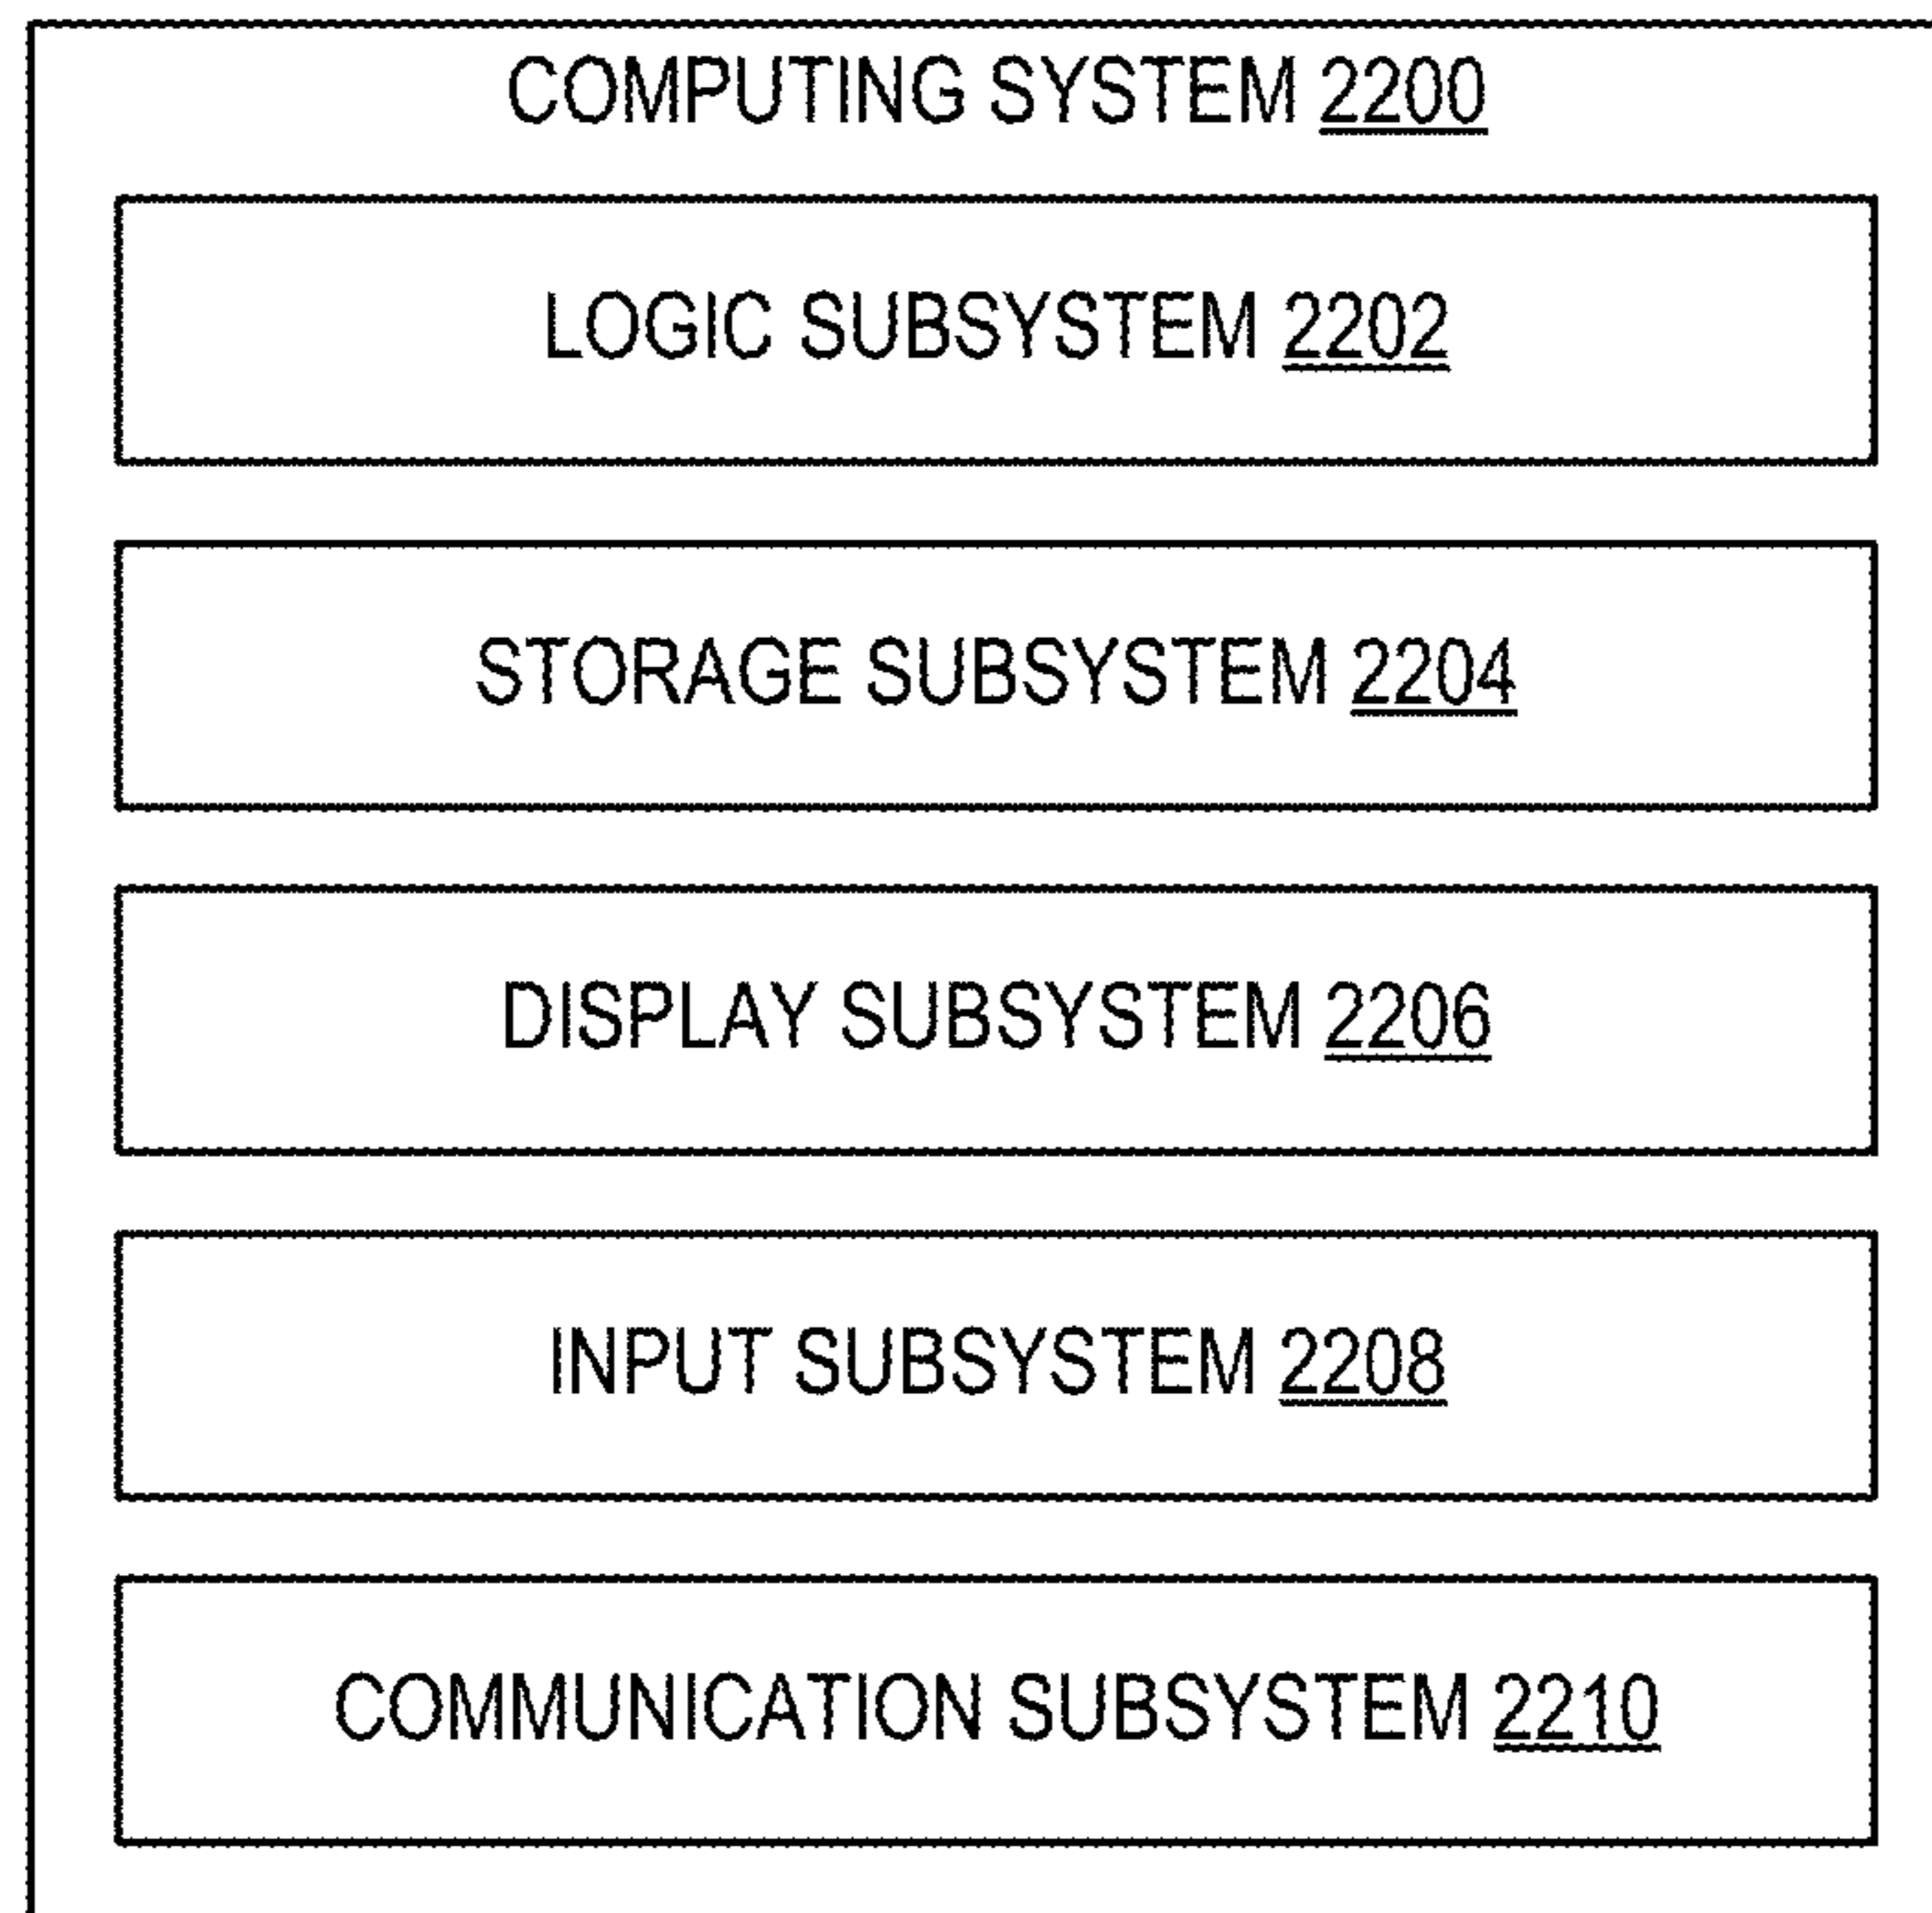 COMPUTING SYSTEM 2200
LOGIC SUBSYSTEM 2202
STORAGE SUBSYSTEM 2204
DISPLAY SUBSYSTEM 2206
INPUT SUBSYSTEM 2208
COMMUNICATION SUBSYSTEM 2210